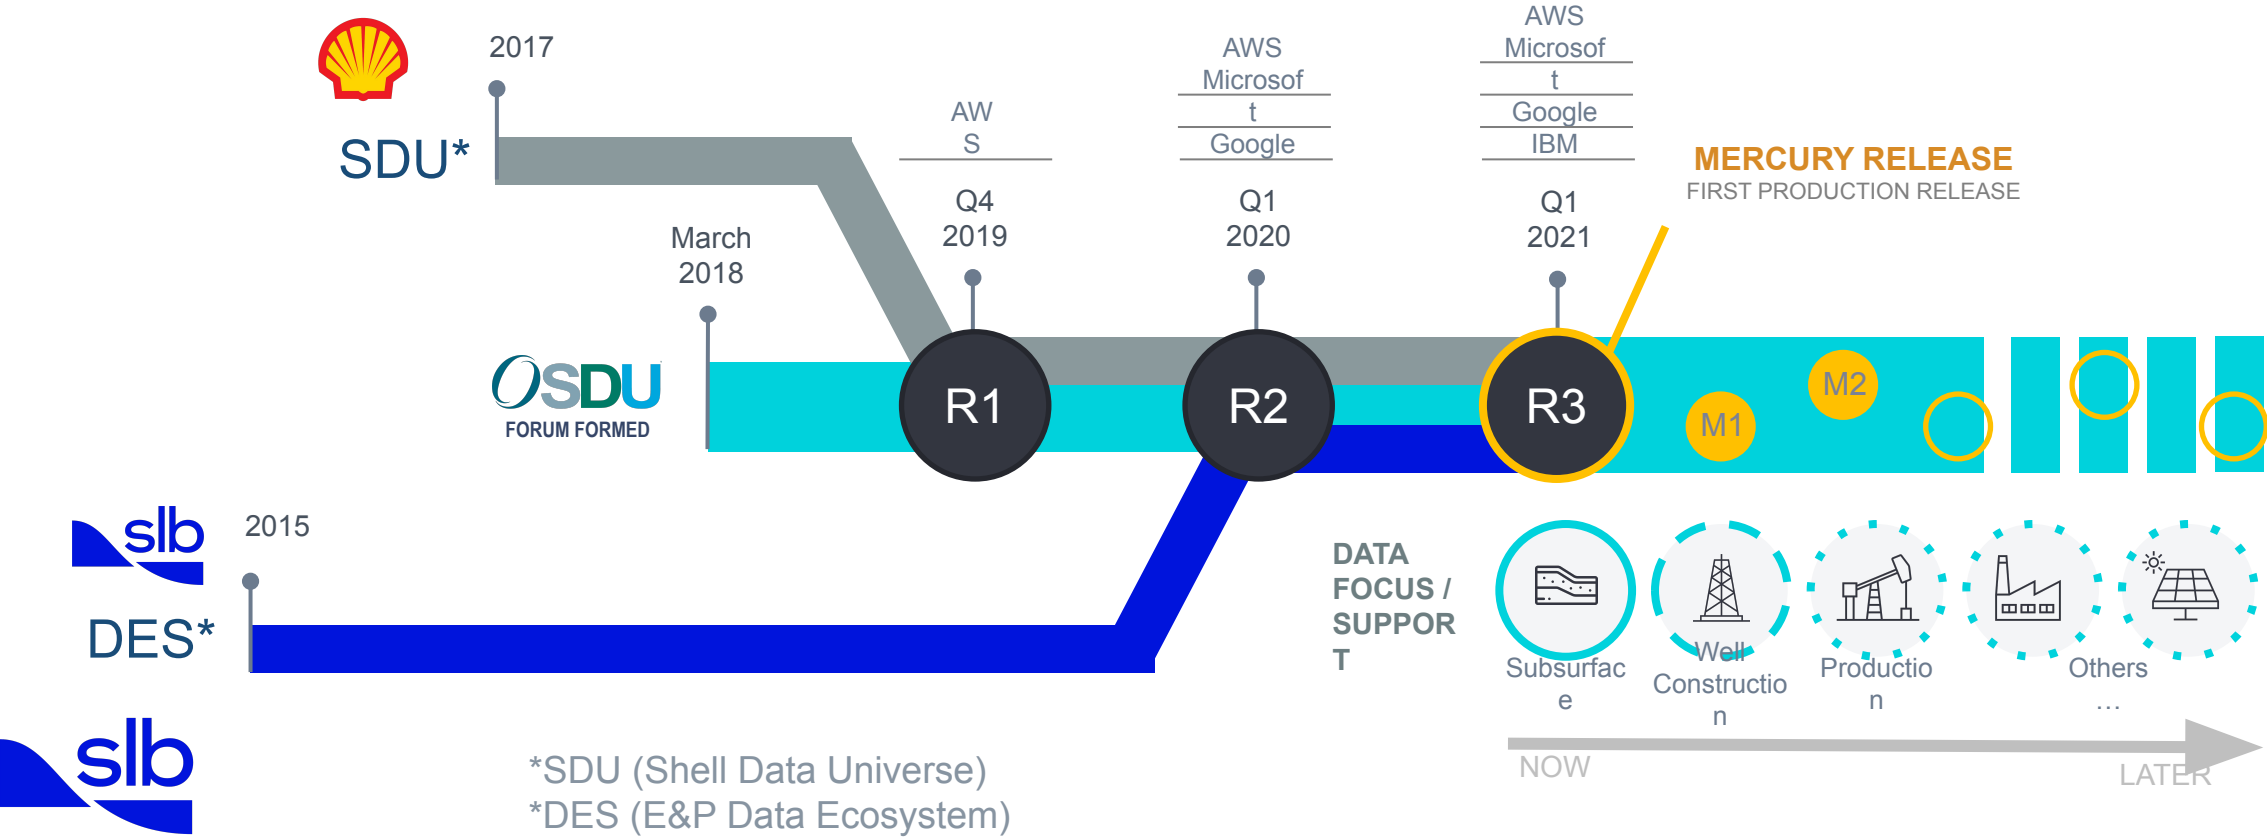 2017
SDU*
March
2018
OSDU
FORUM FORMED
slb
2015
DES*
AW
S
Q4
2019
AWS
Microsof
t
Google
Q1
2020
AWS
Microsof
t
Google
IBM
Q1
2021
MERCURY RELEASE
FIRST PRODUCTION RELEASE
R1
R2
R3
M1
M2
DATA
FOCUS /
SUPPOR
T
Subsurfac
e
Well
Constructio
n
Productio
n
Others
…
NOW
LATER
slb
*SDU (Shell Data Universe)
*DES (E&P Data Ecosystem)